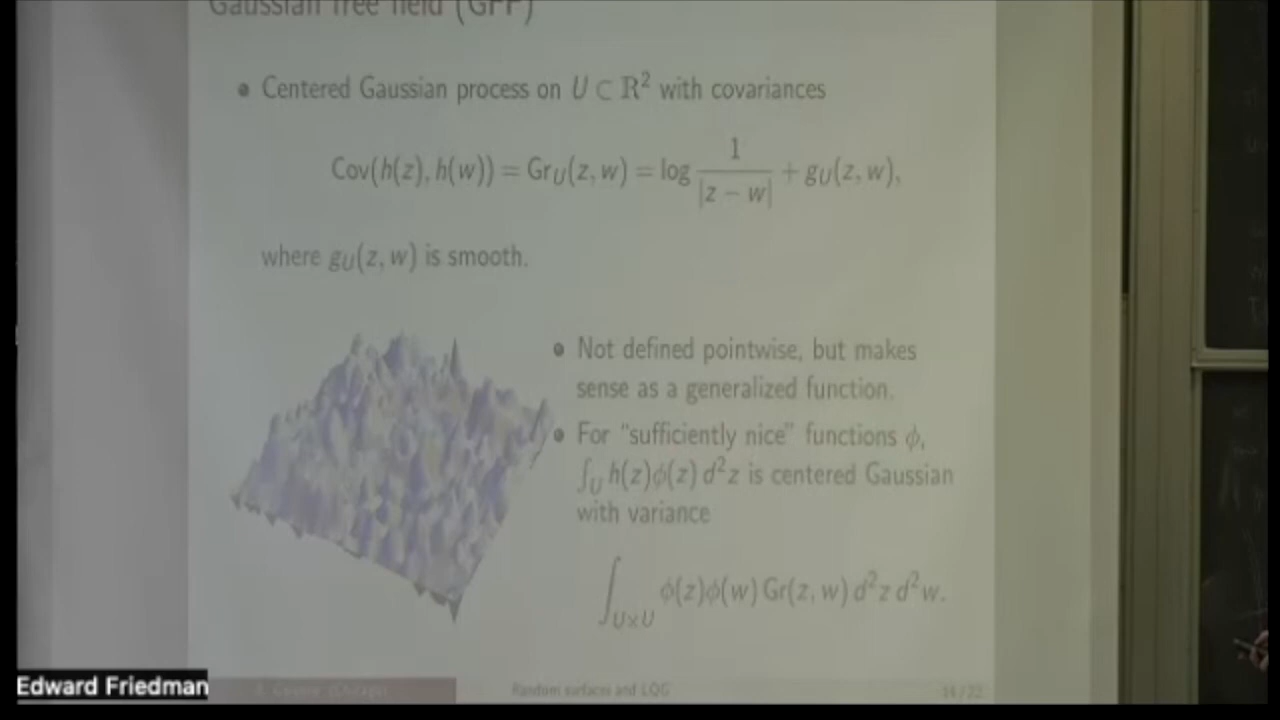 Gaussian free field (GFF)
• Centered Gaussian process on U ⊂ ℝ² with covariances
Cov(h(z), h(w)) = Gr_U(z, w) = log 1/|z − w| + g_U(z, w),
where g_U(z, w) is smooth.
• Not defined pointwise, but makes
sense as a generalized function.
• For "sufficiently nice" functions ϕ,
∫_U h(z)ϕ(z) d²z is centered Gaussian
with variance
∫_{U×U} ϕ(z)ϕ(w) Gr(z, w) d²z d²w.
Edward Friedman
Random surfaces and LQG